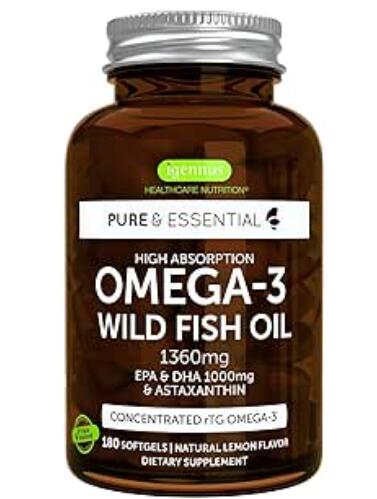 igennus
HEALTHCARE NUTRITION®
PURE & ESSENTIAL
HIGH ABSORPTION
OMEGA-3
WILD FISH OIL
1360mg
EPA & DHA 1000mg
& ASTAXANTHIN
CONCENTRATED rTG OMEGA-3
180 SOFTGELS | NATURAL LEMON FLAVOR
DIETARY SUPPLEMENT